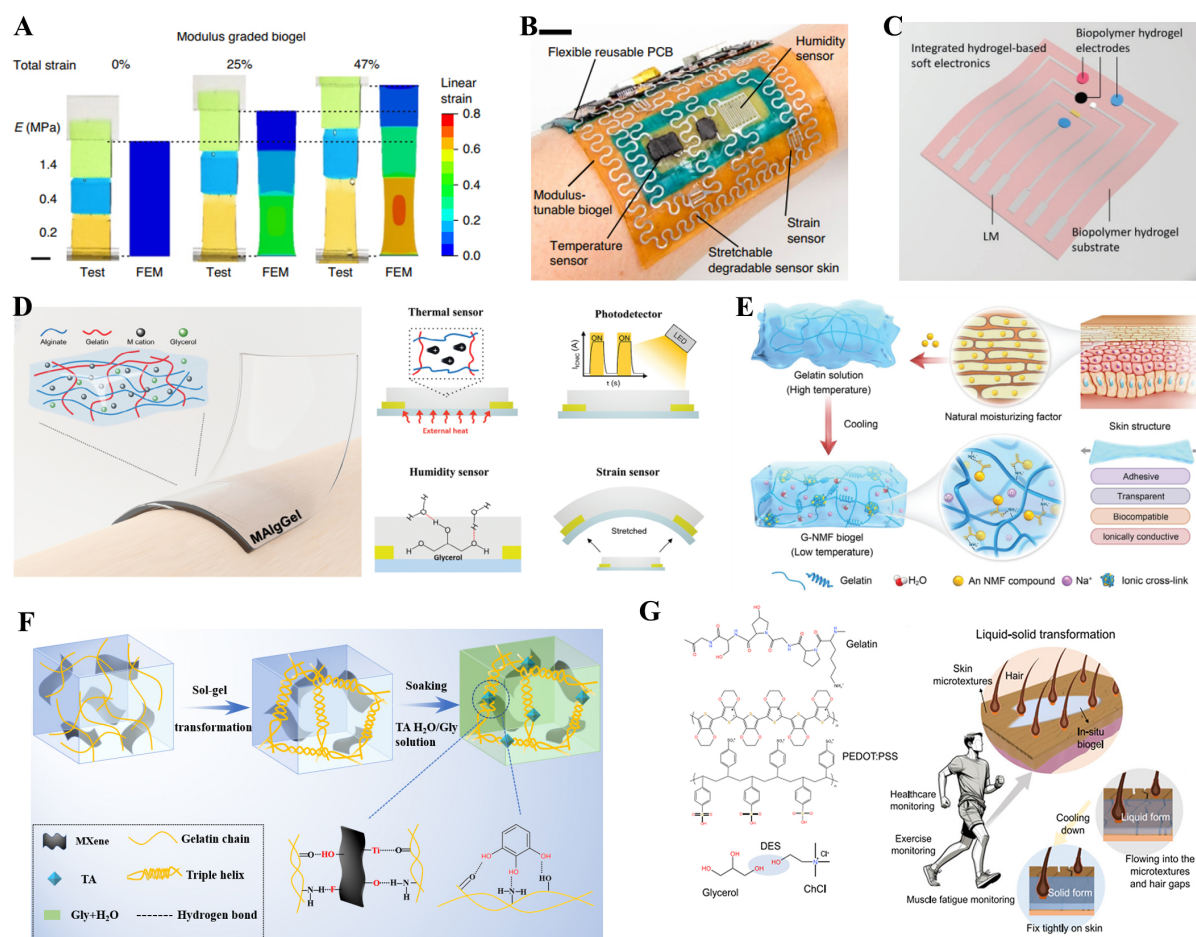 A
Modulus graded biogel
Total strain 0% 25% 47%
Linear
strain
0.8
0.6
0.4
0.2
0.0
E (MPa)
1.4
0.4
0.2
Test FEM Test FEM Test FEM
B
Flexible reusable PCB
Humidity
sensor
Modulus-
tunable biogel
Temperature
sensor
Strain
sensor
Stretchable
degradable sensor skin
C
Integrated hydrogel-based
soft electronics
Biopolymer hydrogel
electrodes
LM
Biopolymer hydrogel
substrate
D
Alginate Gelatin M cation Glycerol
MAlgGel
Thermal sensor
External heat
Photodetector
ON ON
LED
t (s)
Humidity sensor
H
H
O
O
HO
O
H
O
H
Glycerol
Strain sensor
Stretched
E
Gelatin solution
(High temperature)
Cooling
Natural moisturizing factor
Skin structure
Adhesive
Transparent
Biocompatible
Ionically conductive
G-NMF biogel
(Low temperature)
Gelatin H₂O An NMF compound Na⁺ Ionic cross-link
F
Sol-gel
transformation
Soaking
TA H₂O/Gly
solution
MXene Gelatin chain
TA Triple helix
Gly+H₂O Hydrogen bond
O HO Ti O
N-H F O H-N
H H
OH
HO OH
O H-N-H HO
G
Gelatin
PEDOT:PSS
DES
Glycerol
ChCl
Liquid-solid transformation
Skin
microtextures
Hair
In-situ
biogel
Healthcare
monitoring
Exercise
monitoring
Muscle fatigue monitoring
Cooling
down
Liquid form
Flowing into the
microtextures
and hair gaps
Solid form
Fix tightly on skin